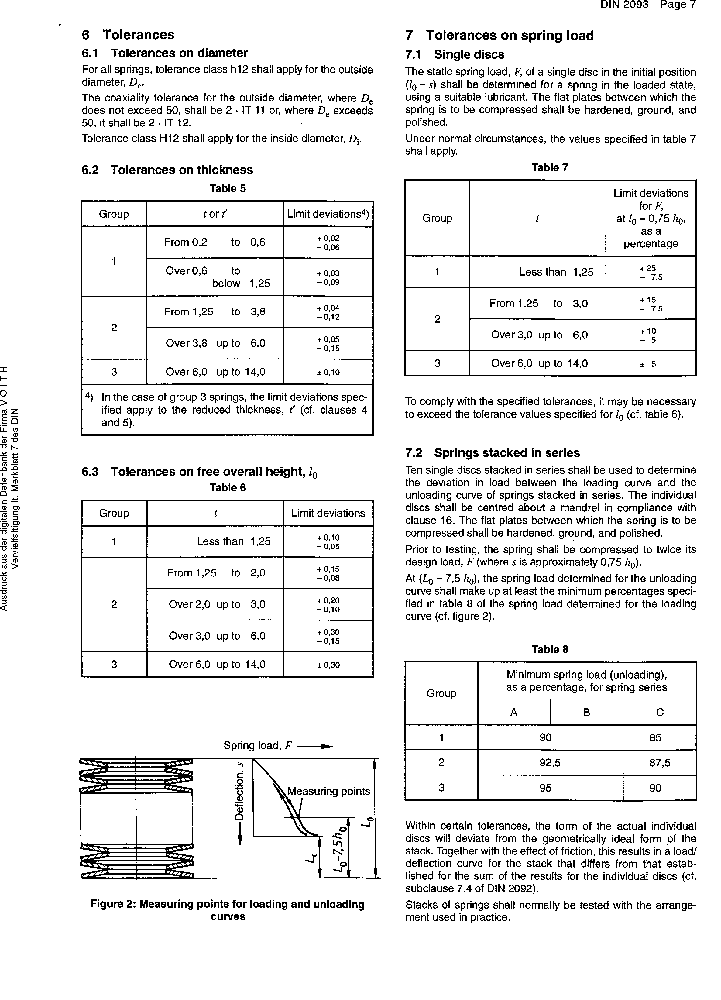 DIN 2093 Page 7
6 Tolerances
6.1 Tolerances on diameter
For all springs, tolerance class h12 shall apply for the outside
diameter, Dₑ.
The coaxiality tolerance for the outside diameter, where Dₑ
does not exceed 50, shall be 2 · IT 11 or, where Dₑ exceeds
50, it shall be 2 · IT 12.
Tolerance class H12 shall apply for the inside diameter, Dᵢ.
6.2 Tolerances on thickness
Table 5
Group t or t′ Limit deviations⁴)
1 From 0,2 to 0,6 + 0,02 − 0,06
Over 0,6 to below 1,25 + 0,03 − 0,09
2 From 1,25 to 3,8 + 0,04 − 0,12
Over 3,8 up to 6,0 + 0,05 − 0,15
3 Over 6,0 up to 14,0 ± 0,10
⁴) In the case of group 3 springs, the limit deviations spec-
ified apply to the reduced thickness, t′ (cf. clauses 4
and 5).
6.3 Tolerances on free overall height, l₀
Table 6
Group t Limit deviations
1 Less than 1,25 + 0,10 − 0,05
2 From 1,25 to 2,0 + 0,15 − 0,08
Over 2,0 up to 3,0 + 0,20 − 0,10
Over 3,0 up to 6,0 + 0,30 − 0,15
3 Over 6,0 up to 14,0 ± 0,30
Spring load, F
Deflection, s
Measuring points
L_c
L₀−7,5h₀
L₀
Figure 2: Measuring points for loading and unloading
curves
7 Tolerances on spring load
7.1 Single discs
The static spring load, F, of a single disc in the initial position
(l₀ − s) shall be determined for a spring in the loaded state,
using a suitable lubricant. The flat plates between which the
spring is to be compressed shall be hardened, ground, and
polished.
Under normal circumstances, the values specified in table 7
shall apply.
Table 7
Group t Limit deviations
for F,
at l₀ − 0,75 h₀,
as a
percentage
1 Less than 1,25 + 25 − 7,5
2 From 1,25 to 3,0 + 15 − 7,5
Over 3,0 up to 6,0 + 10 − 5
3 Over 6,0 up to 14,0 ± 5
To comply with the specified tolerances, it may be necessary
to exceed the tolerance values specified for l₀ (cf. table 6).
7.2 Springs stacked in series
Ten single discs stacked in series shall be used to determine
the deviation in load between the loading curve and the
unloading curve of springs stacked in series. The individual
discs shall be centred about a mandrel in compliance with
clause 16. The flat plates between which the spring is to be
compressed shall be hardened, ground, and polished.
Prior to testing, the spring shall be compressed to twice its
design load, F (where s is approximately 0,75 h₀).
At (L₀ − 7,5 h₀), the spring load determined for the unloading
curve shall make up at least the minimum percentages speci-
fied in table 8 of the spring load determined for the loading
curve (cf. figure 2).
Table 8
Group Minimum spring load (unloading),
as a percentage, for spring series
A B C
1 90 85
2 92,5 87,5
3 95 90
Within certain tolerances, the form of the actual individual
discs will deviate from the geometrically ideal form of the
stack. Together with the effect of friction, this results in a load/
deflection curve for the stack that differs from that estab-
lished for the sum of the results for the individual discs (cf.
subclause 7.4 of DIN 2092).
Stacks of springs shall normally be tested with the arrange-
ment used in practice.
Ausdruck aus der digitalen Datenbank der Firma V O I T H
Vervielfältigung lt. Merkblatt 7 des DIN